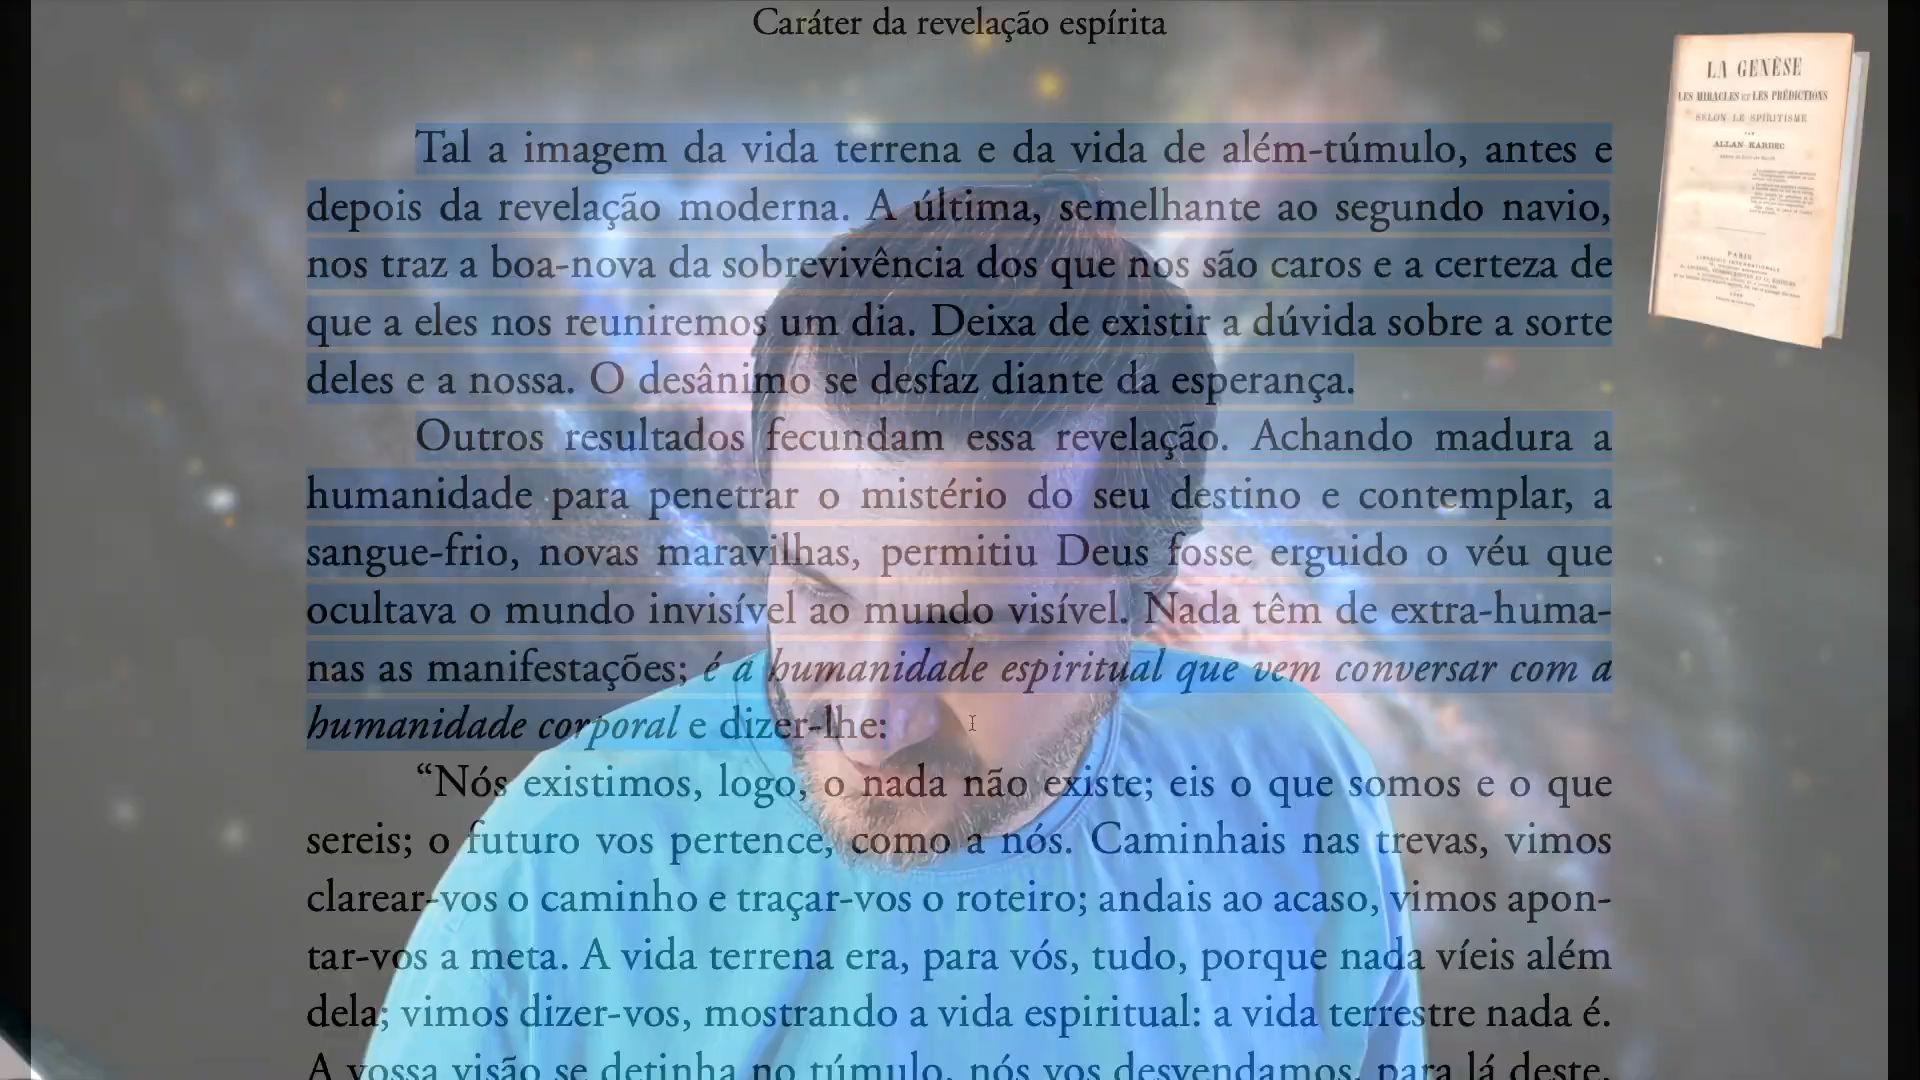 Caráter da revelação espírita
Tal a imagem da vida terrena e da vida de além-túmulo, antes e
depois da revelação moderna. A última, semelhante ao segundo navio,
nos traz a boa-nova da sobrevivência dos que nos são caros e a certeza de
que a eles nos reuniremos um dia. Deixa de existir a dúvida sobre a sorte
deles e a nossa. O desânimo se desfaz diante da esperança.
Outros resultados fecundam essa revelação. Achando madura a
humanidade para penetrar o mistério do seu destino e contemplar, a
sangue-frio, novas maravilhas, permitiu Deus fosse erguido o véu que
ocultava o mundo invisível ao mundo visível. Nada têm de extra-huma-
nas as manifestações; é a humanidade espiritual que vem conversar com a
humanidade corporal e dizer-lhe:
“Nós existimos, logo, o nada não existe; eis o que somos e o que
sereis; o futuro vos pertence, como a nós. Caminhais nas trevas, vimos
clarear-vos o caminho e traçar-vos o roteiro; andais ao acaso, vimos apon-
tar-vos a meta. A vida terrena era, para vós, tudo, porque nada víeis além
dela; vimos dizer-vos, mostrando a vida espiritual: a vida terrestre nada é.
A vossa visão se detinha no túmulo, nós vos desvendamos, para lá deste,
LA GENÈSE
LES MIRACLES ET LES PRÉDICTIONS
SELON LE SPIRITISME
PAR
ALLAN KARDEC
PARIS
LIBRAIRIE INTERNATIONALE